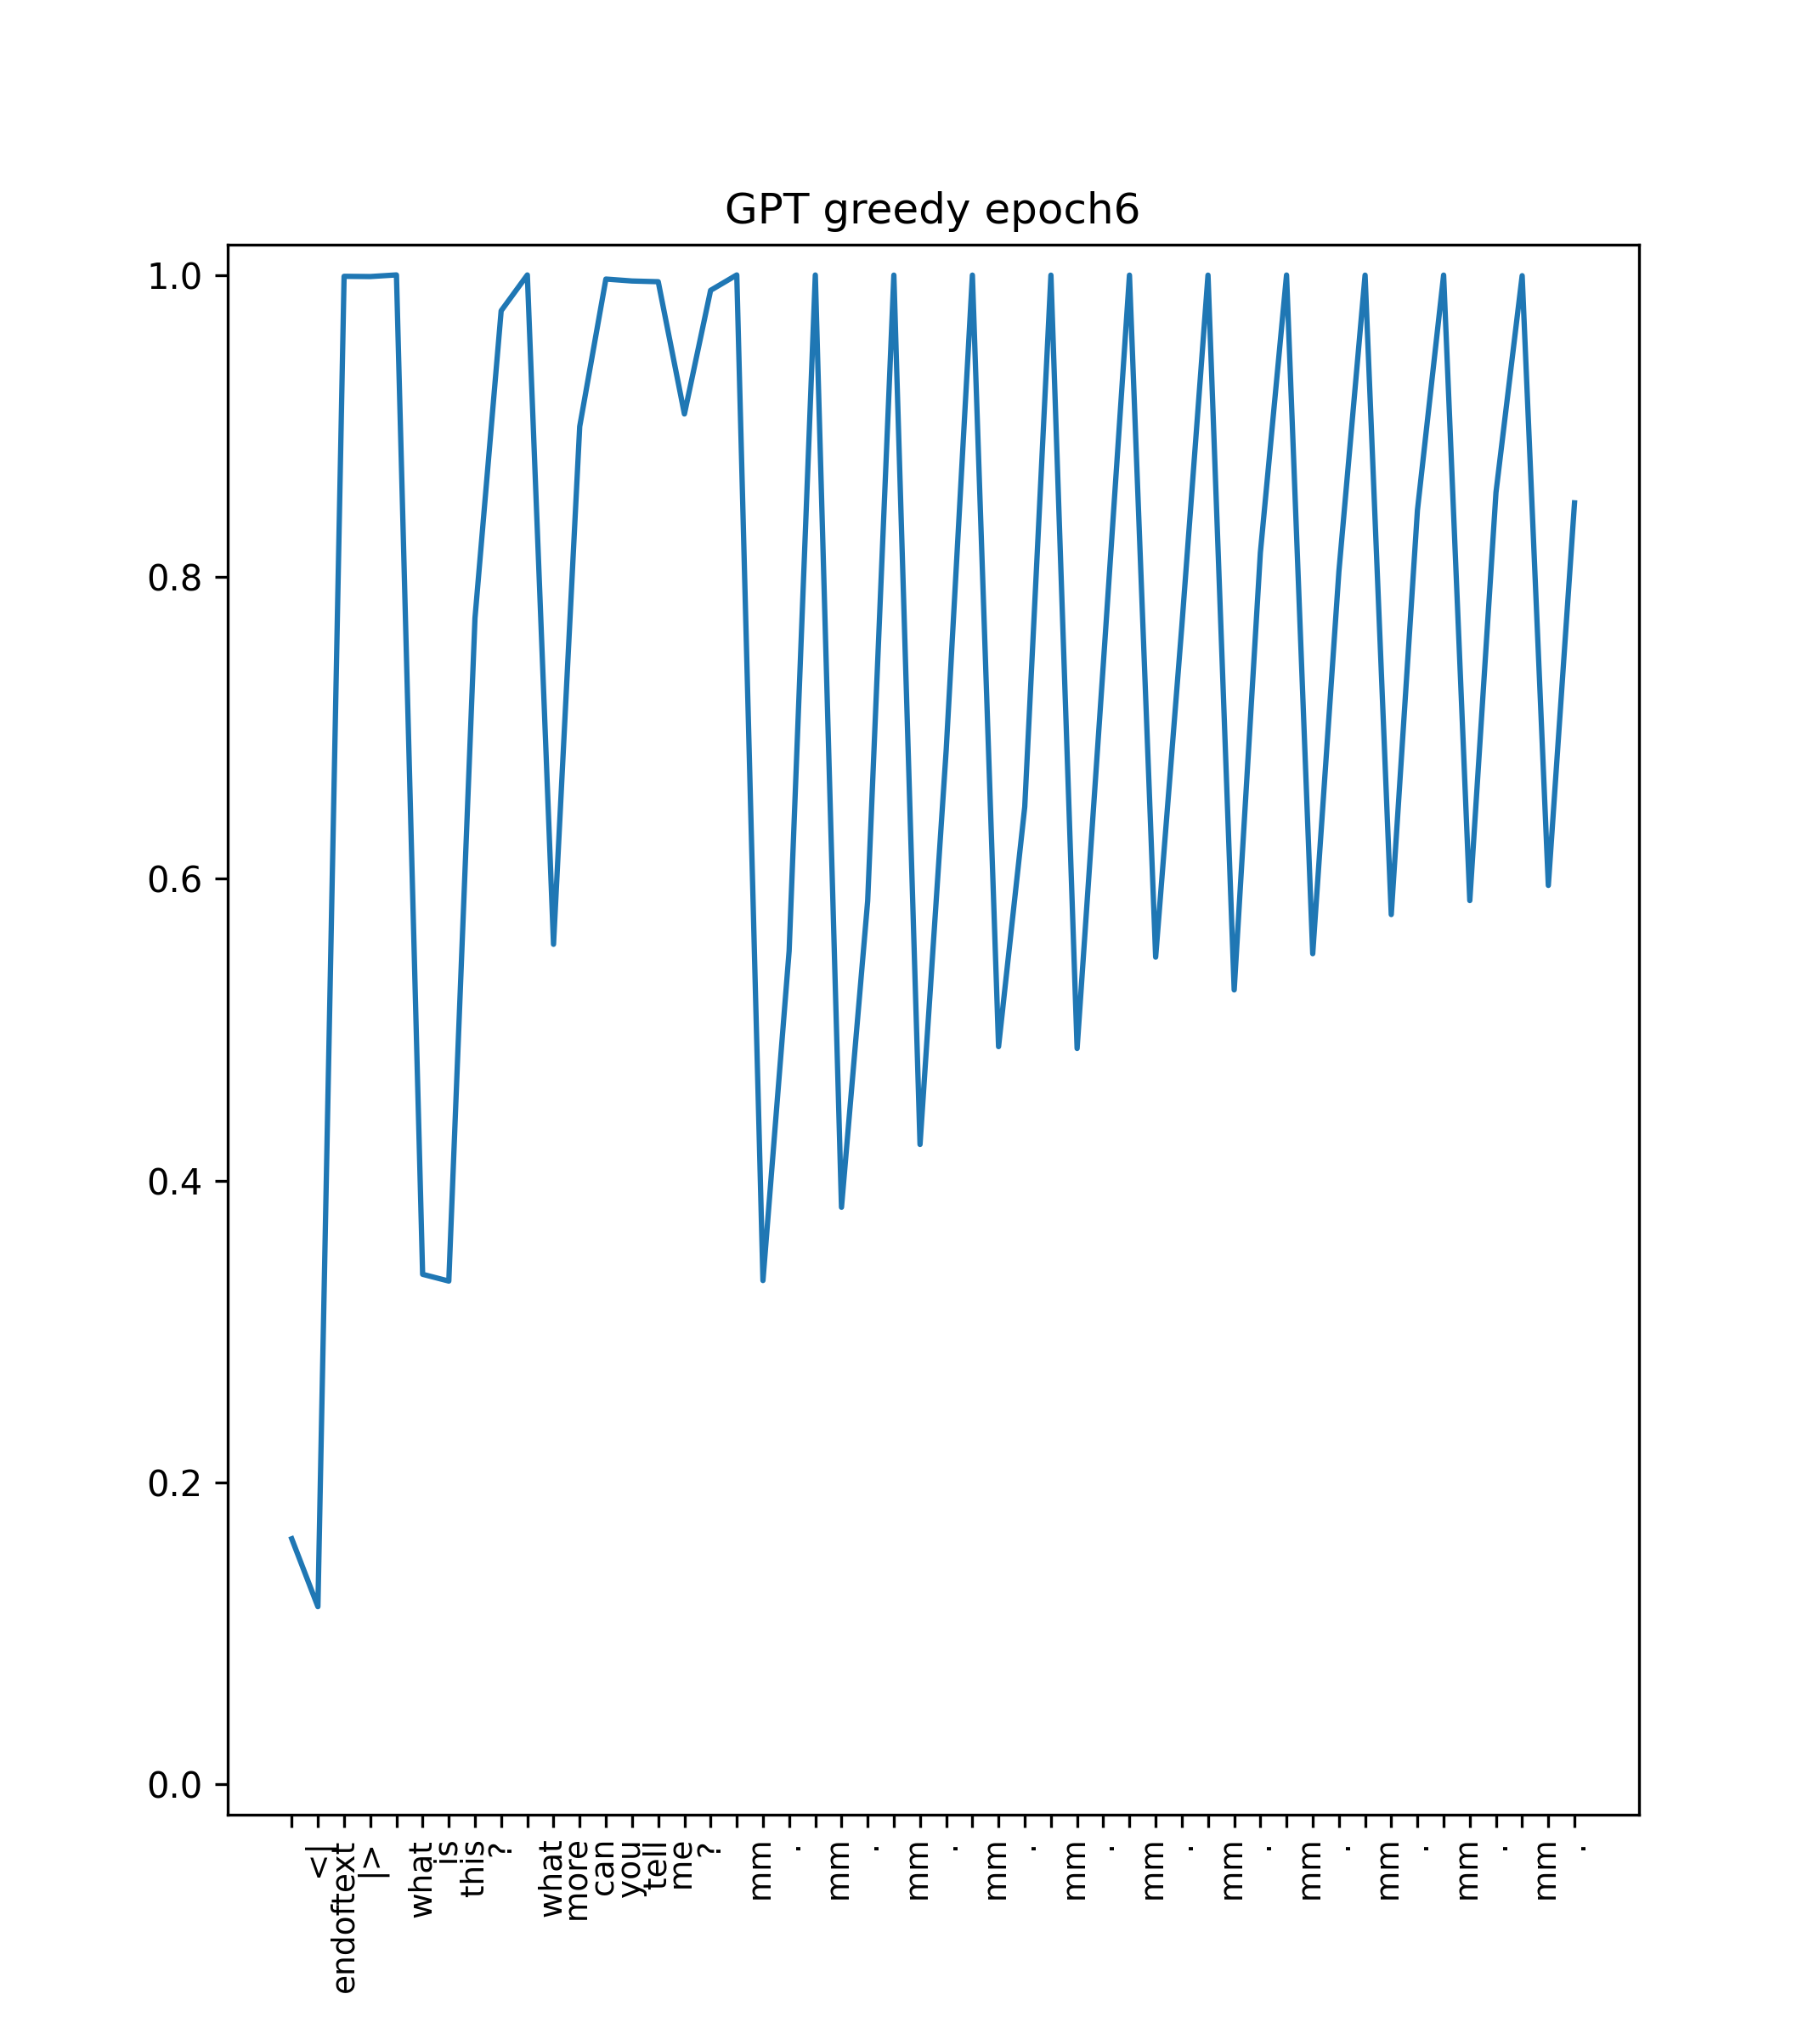 GPT greedy epoch6
1.0
0.8
0.6
0.4
0.2
0.0
<|
endoftext
|>
what
is
this
?
what
more
can
you
tell
me
?
mm
.
mm
.
mm
.
mm
.
mm
.
mm
.
mm
.
mm
.
mm
.
mm
.
mm
.